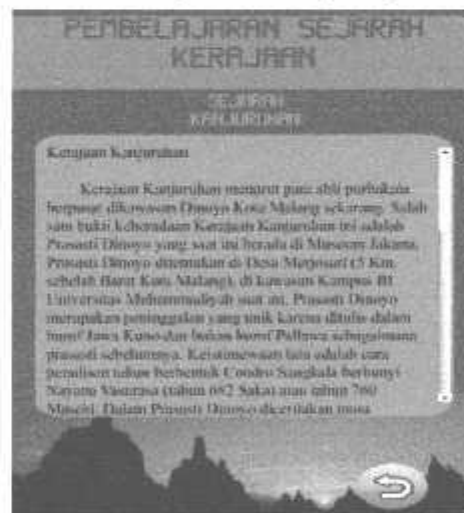 PEMBELAJARAN SEJARAH
KERAJAAN
SEJARAH
KANJURUHAN
Kerajaan Kanjuruhan
Kerajaan Kanjuruhan menurut para ahli purbakala
berpusat dikawasan Dinoyo Kota Malang sekarang. Salah
satu bukti keberadaan Kerajaan Kanjuruhan ini adalah
Prasasti Dinoyo yang saat ini berada di Museum Jakarta.
Prasasti Dinoyo ditemukan di Desa Merjosari (5 Km.
sebelah Barat Kota Malang), di kawasan Kampus III
Universitas Muhammadiyah saat ini. Prasasti Dinoyo
merupakan peninggalan yang unik karena ditulis dalam
huruf Jawa Kuno dan bukan huruf Pallawa sebagaimana
prasasti sebelumnya. Keistimewaan lain adalah cara
penulisan tahun berbentuk Condro Sangkala berbunyi
Nayana Vasurasa (tahun 682 Saka) atau tahun 760
Masehi. Dalam Prasasti Dinoyo diceritakan masa